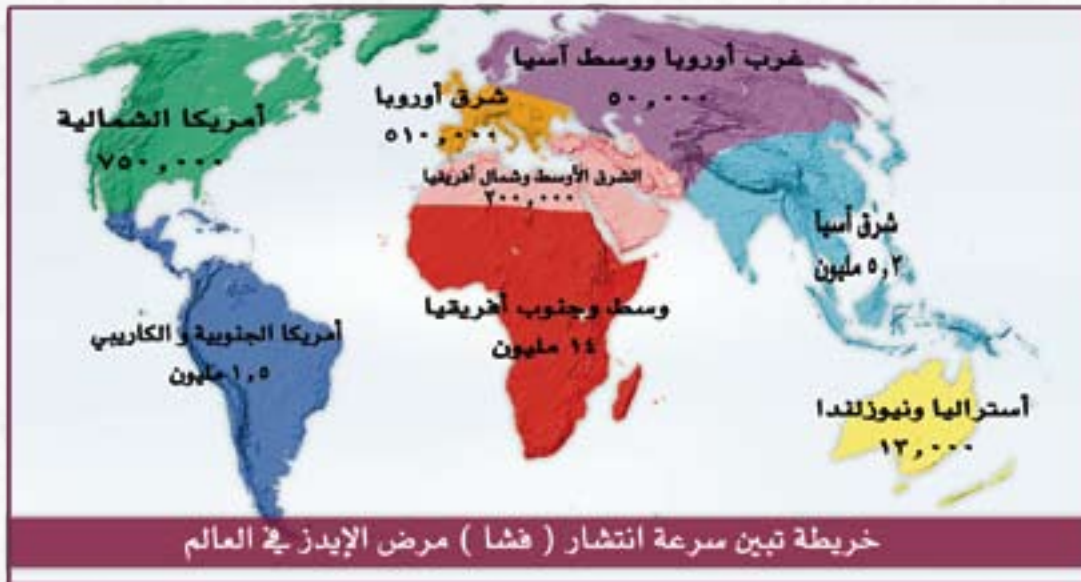 غرب أوروبا ووسط آسيا
٥٠,٠٠٠
شرق أوروبا
٥١٠,٠٠٠
أمريكا الشمالية
٧٥٠,٠٠٠
الشرق الأوسط وشمال أفريقيا
٢٠٠,٠٠٠
شرق أسيا
٥,٢ مليون
وسط وجنوب أفريقيا
١٤ مليون
أمريكا الجنوبية و الكاريبي
١,٥ مليون
أستراليا ونيوزلندا
١٣,٠٠٠
خريطة تبين سرعة انتشار ( فشا ) مرض الإيدز في العالم